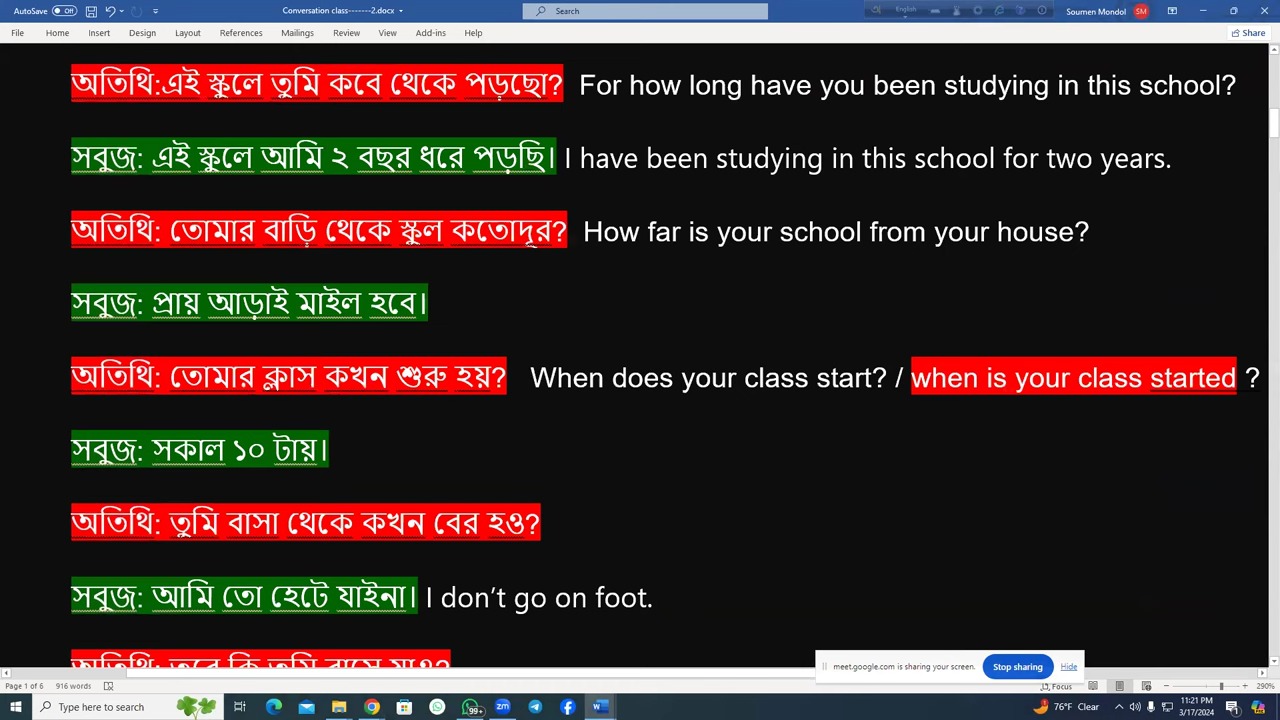 AutoSave Off Conversation class-------2.docx Search English Soumen Mondol SM
File Home Insert Design Layout References Mailings Review View Add-ins Help Share
অতিথি:এই স্কুলে তুমি কবে থেকে পড়ছো? For how long have you been studying in this school?
সবুজ: এই স্কুলে আমি ২ বছর ধরে পড়ছি। I have been studying in this school for two years.
অতিথি: তোমার বাড়ি থেকে স্কুল কতোদূর? How far is your school from your house?
সবুজ: প্রায় আড়াই মাইল হবে।
অতিথি: তোমার ক্লাস কখন শুরু হয়? When does your class start? / when is your class started ?
সবুজ: সকাল ১০ টায়।
অতিথি: তুমি বাসা থেকে কখন বের হও?
সবুজ: আমি তো হেটে যাইনা। I don't go on foot.
অতিথি: তবে কি তুমি বাসে যাও?
meet.google.com is sharing your screen. Stop sharing Hide
Page 1 of 6 916 words Focus 290%
Type here to search 99+ zm 76°F Clear 11:21 PM
3/17/2024